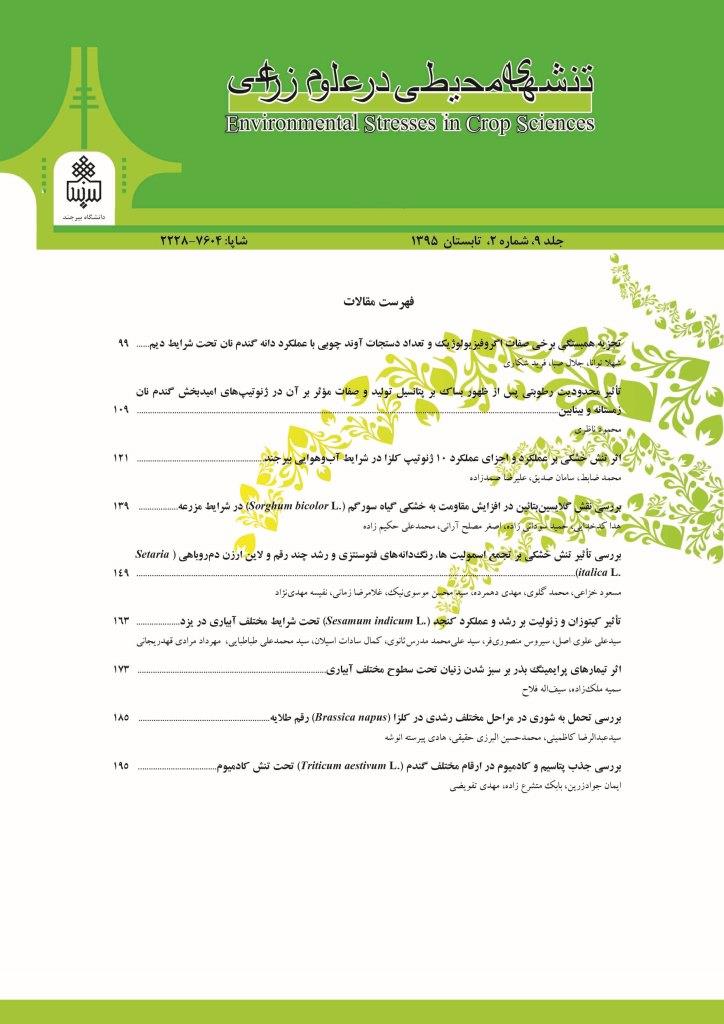 تنشهای محیطی در علوم زراعی
Environmental Stresses in Crop Sciences
دانشگاه بیرجند
جلد ۹، شماره ۲، تابستان ۱۳۹۵
شاپا: ۷۶۰۴-۲۲۲۸
فهرست مقالات
تجزیه همبستگی برخی صفات اگروفیزیولوژیک و تعداد دستجات آوند چوبی با عملکرد دانه گندم نان تحت شرایط دیم...... ۹۹
شهلا توانا، جلال صبا، فرید شکاری
تأثیر محدودیت رطوبتی پس از ظهور بساک بر پتانسیل تولید و صفات مؤثر بر آن در ژنوتیپ‌های امیدبخش گندم نان
زمستانه و بینابین ۱۰۹
محمود ناظری
اثر تنش خشکی بر عملکرد و اجزای عملکرد ۱۰ ژنوتیپ کلزا در شرایط آب‌وهوایی بیرجند ۱۲۱
محمد ضابط، سامان صدیق، علیرضا صمدزاده
بررسی نقش گلایسین‌بتائین در افزایش مقاومت به خشکی گیاه سورگم (Sorghum bicolor L.) در شرایط مزرعه ۱۳۹
هدا کدخدایی، حمید سودائی زاده، اصغر مصلح آرانی، محمدعلی حکیم زاده
بررسی تأثیر تنش خشکی بر تجمع اسمولیت ها، رنگ‌دانه‌های فتوسنتزی و رشد چند رقم و لاین ارزن دم‌روباهی ( Setaria
italica L.) ۱۴۹
مسعود خزاعی، محمد گلوی، مهدی دهمرده، سید محسن موسوی‌نیک، غلامرضا زمانی، نفیسه مهدی‌نژاد
تأثیر کیتوزان و زئولیت بر رشد و عملکرد کنجد (Sesamum indicum L.) تحت شرایط مختلف آبیاری در یزد ۱۶۳
سیدعلی علوی اصل، سیروس منصوری‌فر، سید علی‌محمد مدرس‌ثانوی، کمال سادات اسیلان، سید محمدعلی طباطبایی، مهرداد مرادی قهدریجانی
اثر تیمارهای پرایمینگ بذر بر سبز شدن زنیان تحت سطوح مختلف آبیاری ۱۷۳
سمیه ملک‌زاده، سیف‌اله فلاح
بررسی تحمل به شوری در مراحل مختلف رشدی در کلزا (Brassica napus) رقم طلایه ۱۸۵
سیدعبدالرضا کاظمینی، محمدحسین البرزی حقیقی، هادی پیرسته انوشه
بررسی جذب پتاسیم و کادمیوم در ارقام مختلف گندم (Triticum aestivum L.) تحت تنش کادمیوم ۱۹۵
ایمان جوادزرین، بابک متشرع زاده، مهدی تفویضی